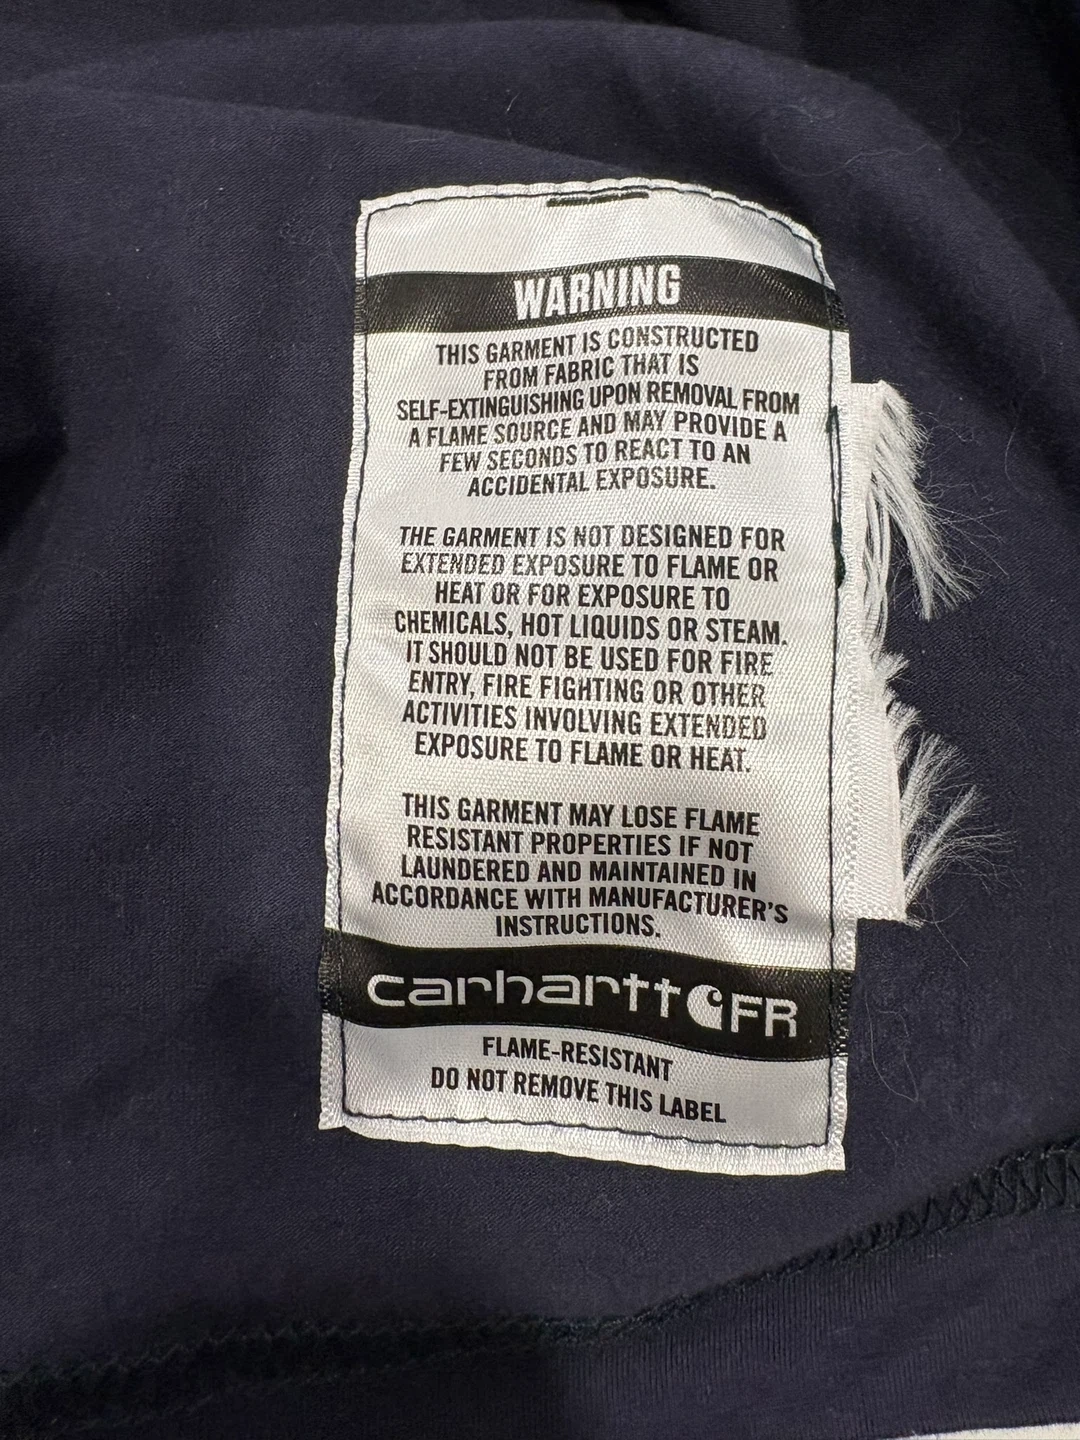 WARNING
THIS GARMENT IS CONSTRUCTED
FROM FABRIC THAT IS
SELF-EXTINGUISHING UPON REMOVAL FROM
A FLAME SOURCE AND MAY PROVIDE A
FEW SECONDS TO REACT TO AN
ACCIDENTAL EXPOSURE.
THE GARMENT IS NOT DESIGNED FOR
EXTENDED EXPOSURE TO FLAME OR
HEAT OR FOR EXPOSURE TO
CHEMICALS, HOT LIQUIDS OR STEAM.
IT SHOULD NOT BE USED FOR FIRE
ENTRY, FIRE FIGHTING OR OTHER
ACTIVITIES INVOLVING EXTENDED
EXPOSURE TO FLAME OR HEAT.
THIS GARMENT MAY LOSE FLAME
RESISTANT PROPERTIES IF NOT
LAUNDERED AND MAINTAINED IN
ACCORDANCE WITH MANUFACTURER'S
INSTRUCTIONS.
carhartt FR
FLAME-RESISTANT
DO NOT REMOVE THIS LABEL